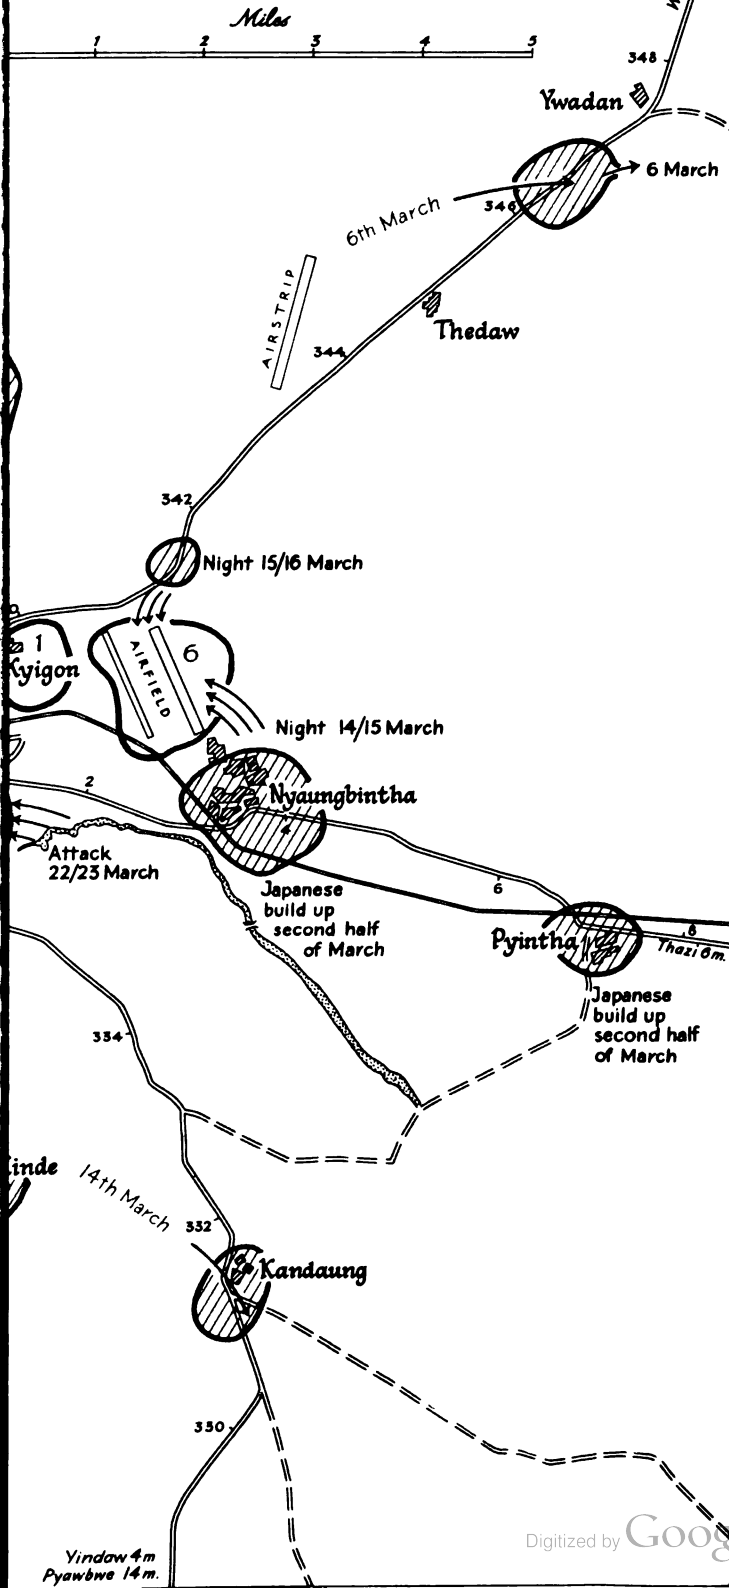 Miles
1 2 3 4 5
348
Ywadan
6 March
346
6th March
AIRSTRIP
Thedaw
344
342
Night 15/16 March
1
Kyigon
6
AIRFIELD
Night 14/15 March
2
Nyaungbintha
4
Attack
22/23 March
6
Japanese
build up
second half
of March
Pyintha
8
Thazi 6m.
Japanese
build up
second half
of March
334
14th March
332
Kandaung
330
Yindaw 4m
Pyawbwe 14m.
Digitized by Goog